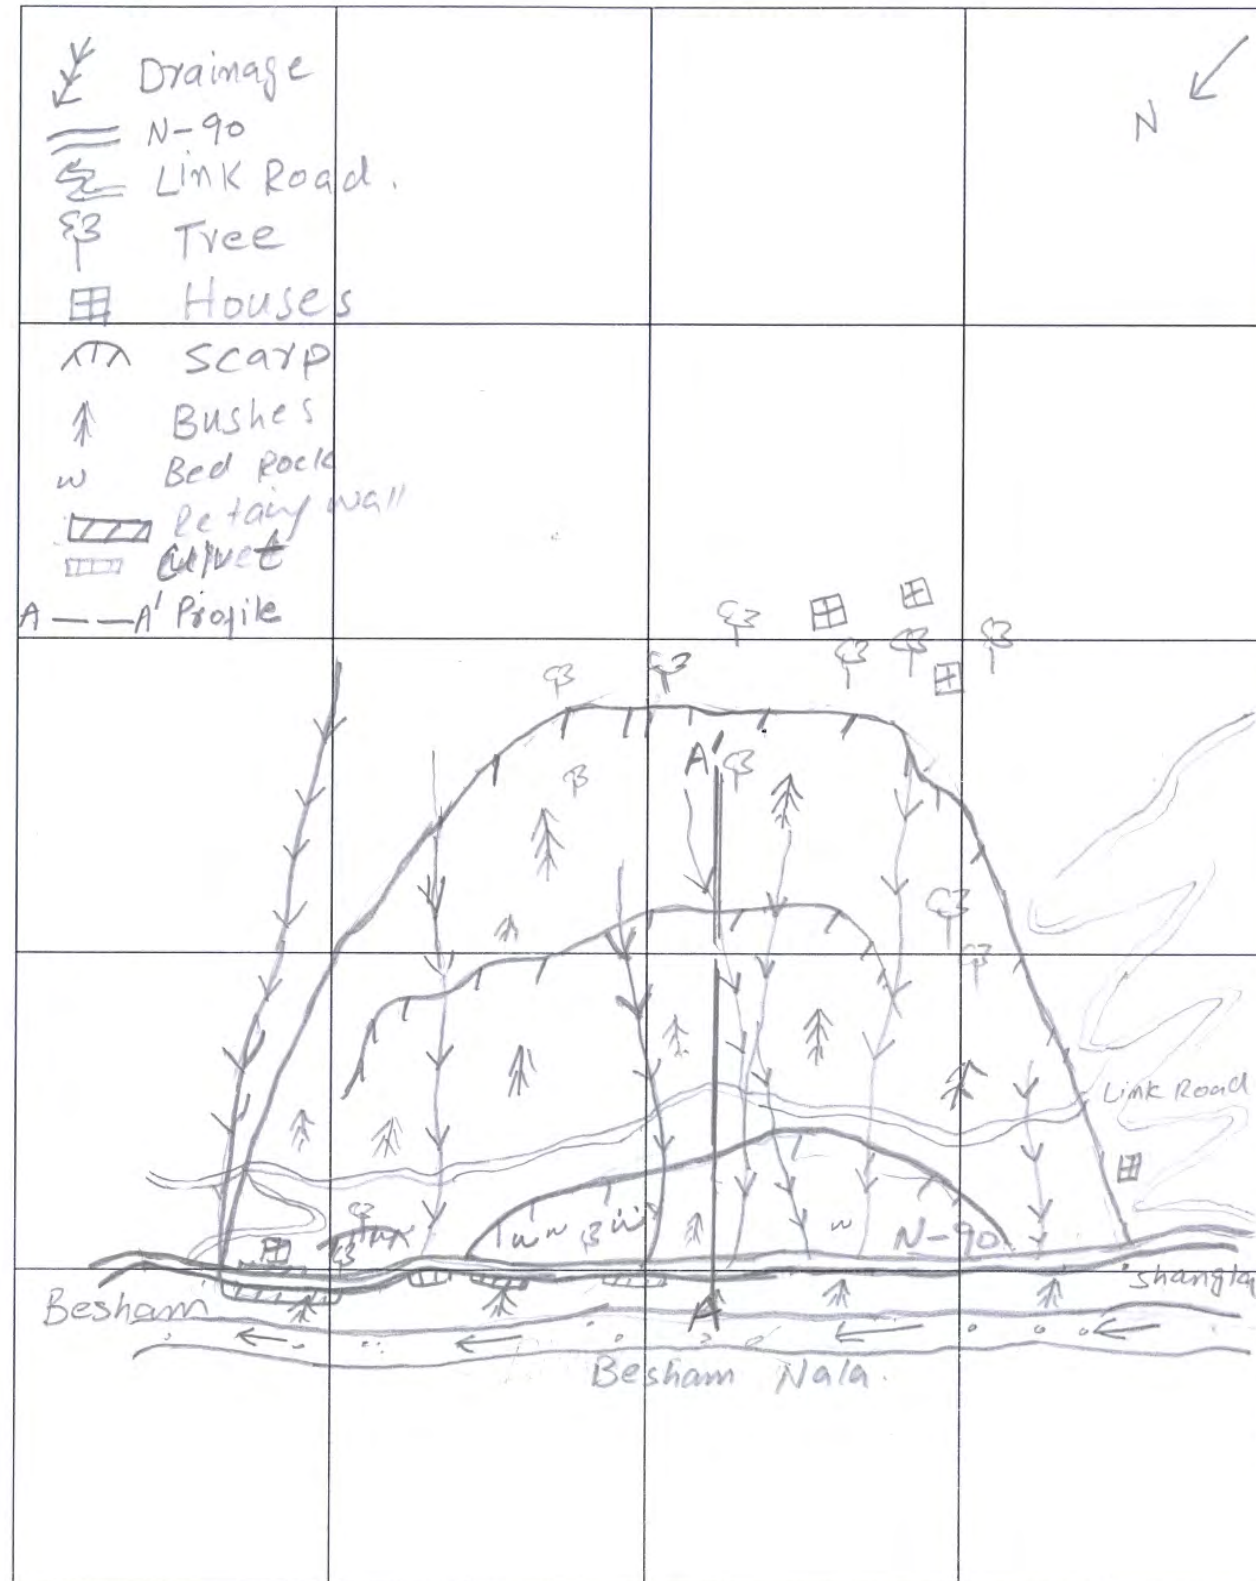 Drainage
N
N-90
Link Road.
Tree
Houses
Scarp
Bushes
w Bed Rock
Retaing wall
A — — A' Profile
A'
Link Road
w w w
w
N-90
Besham
Shangla
A
Besham Nala.